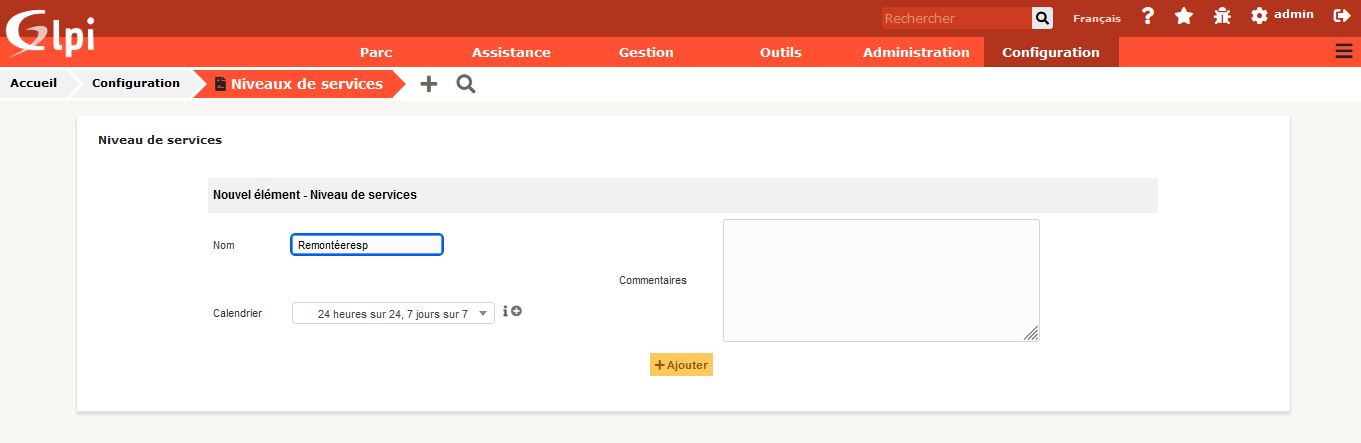 Glpi
Rechercher
Français
? admin
Parc Assistance Gestion Outils Administration Configuration
Accueil Configuration Niveaux de services
Niveau de services
Nouvel élément - Niveau de services
Nom Remontéeresp
Commentaires
Calendrier 24 heures sur 24, 7 jours sur 7
Ajouter